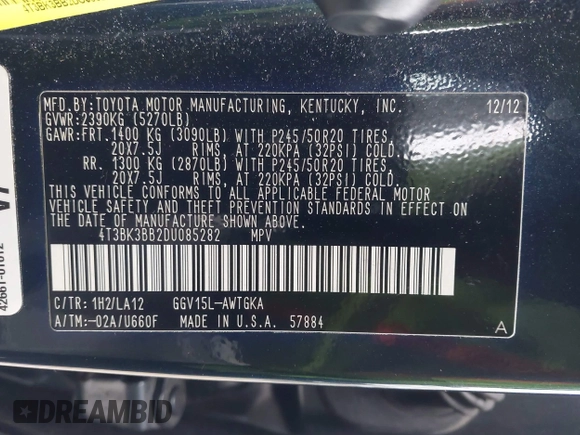 MFD.BY:TOYOTA MOTOR MANUFACTURING, KENTUCKY, INC. 12/12
GVWR:2390KG (5270LB)
GAWR:FRT. 1400 KG (3090LB) WITH P245/50R20 TIRES,
20X7.5J RIMS, AT 220KPA (32PSI) COLD.
RR. 1300 KG (2870LB) WITH P245/50R20 TIRES,
20X7.5J RIMS, AT 220KPA (32PSI) COLD.
THIS VEHICLE CONFORMS TO ALL APPLICABLE FEDERAL MOTOR
VEHICLE SAFETY AND THEFT PREVENTION STANDARDS IN EFFECT
ON THE DATE OF MANUFACTURE SHOWN ABOVE.
4T3BK3BB2DU085282 MPV
C/TR: 1H2/LA12 GGV15L-AWTGKA
A/TM:-02A/U660F MADE IN U.S.A. 57884 A
DREAMBID